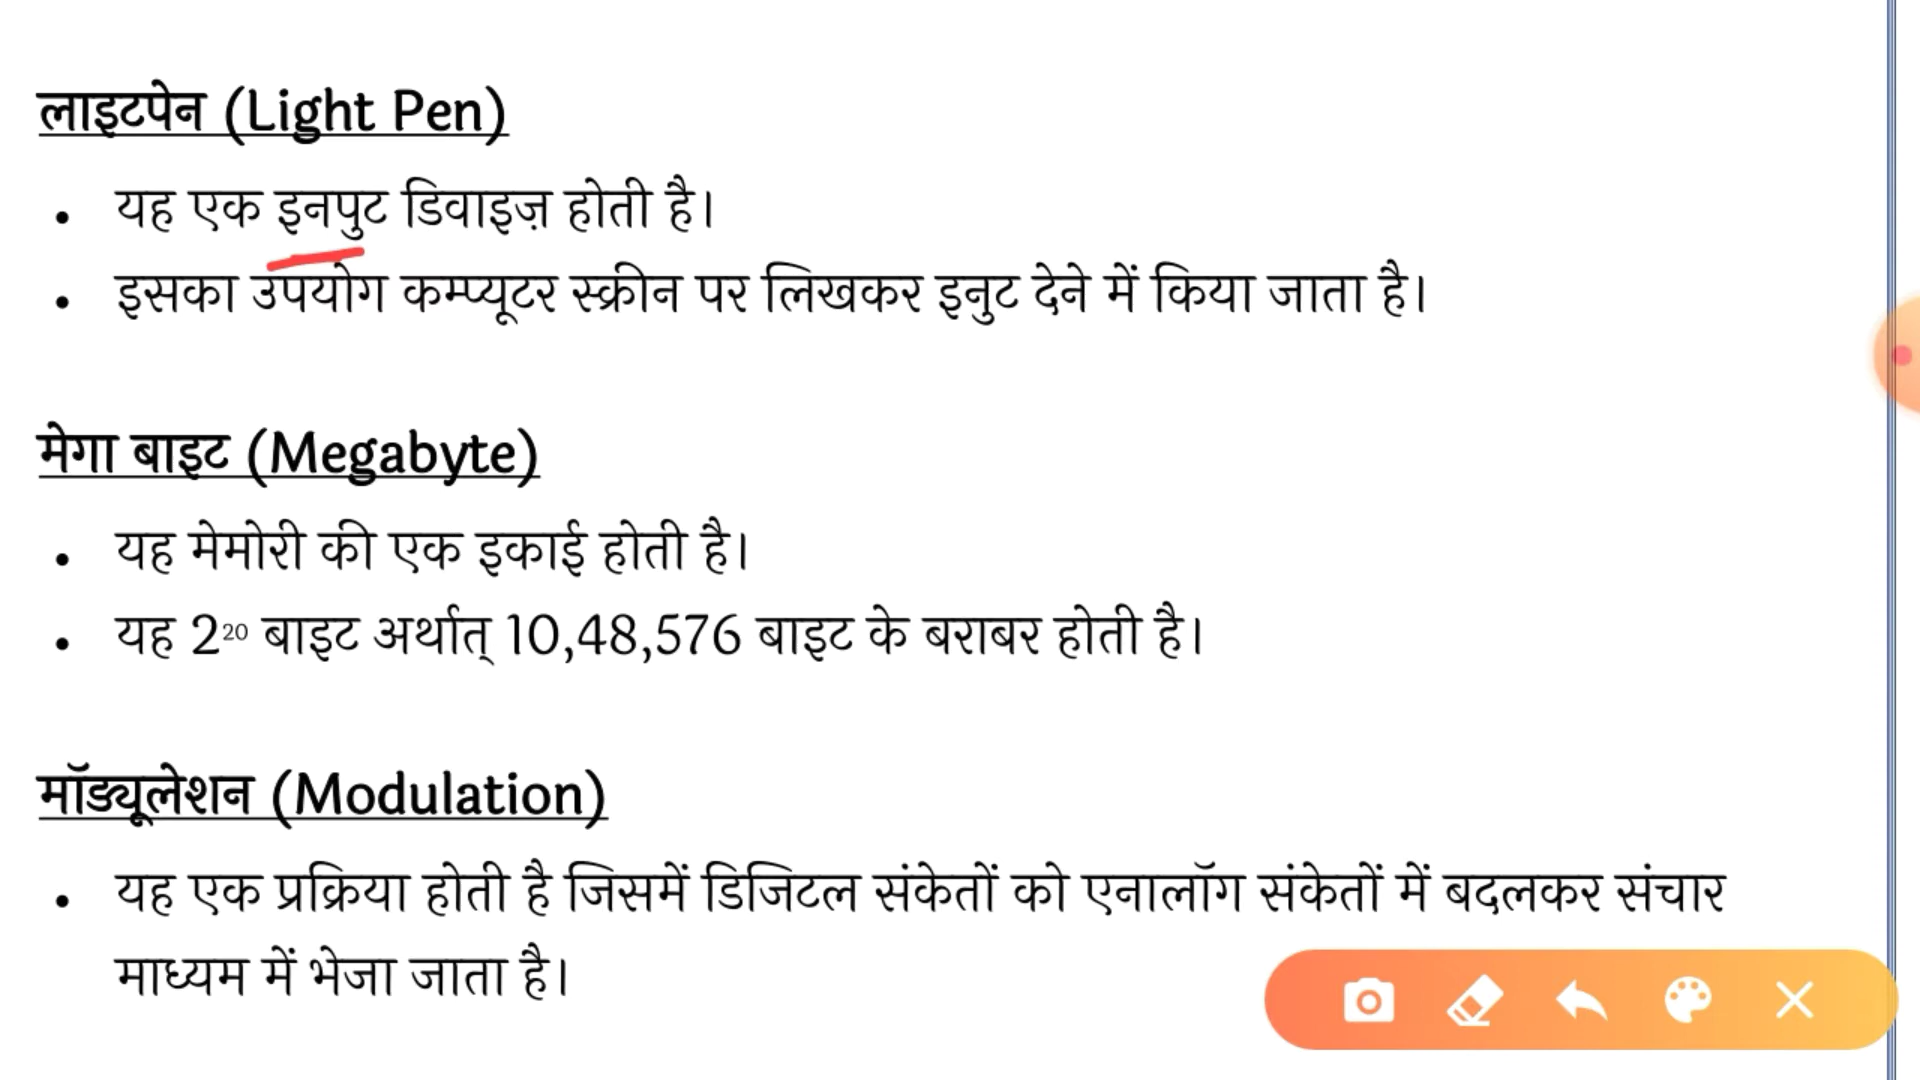 लाइटपेन (Light Pen)
• यह एक इनपुट डिवाइज़ होती है।
• इसका उपयोग कम्प्यूटर स्क्रीन पर लिखकर इनुट देने में किया जाता है।
मेगा बाइट (Megabyte)
• यह मेमोरी की एक इकाई होती है।
• यह 2²⁰ बाइट अर्थात् 10,48,576 बाइट के बराबर होती है।
मॉड्यूलेशन (Modulation)
• यह एक प्रक्रिया होती है जिसमें डिजिटल संकेतों को एनालॉग संकेतों में बदलकर संचार
माध्यम में भेजा जाता है।